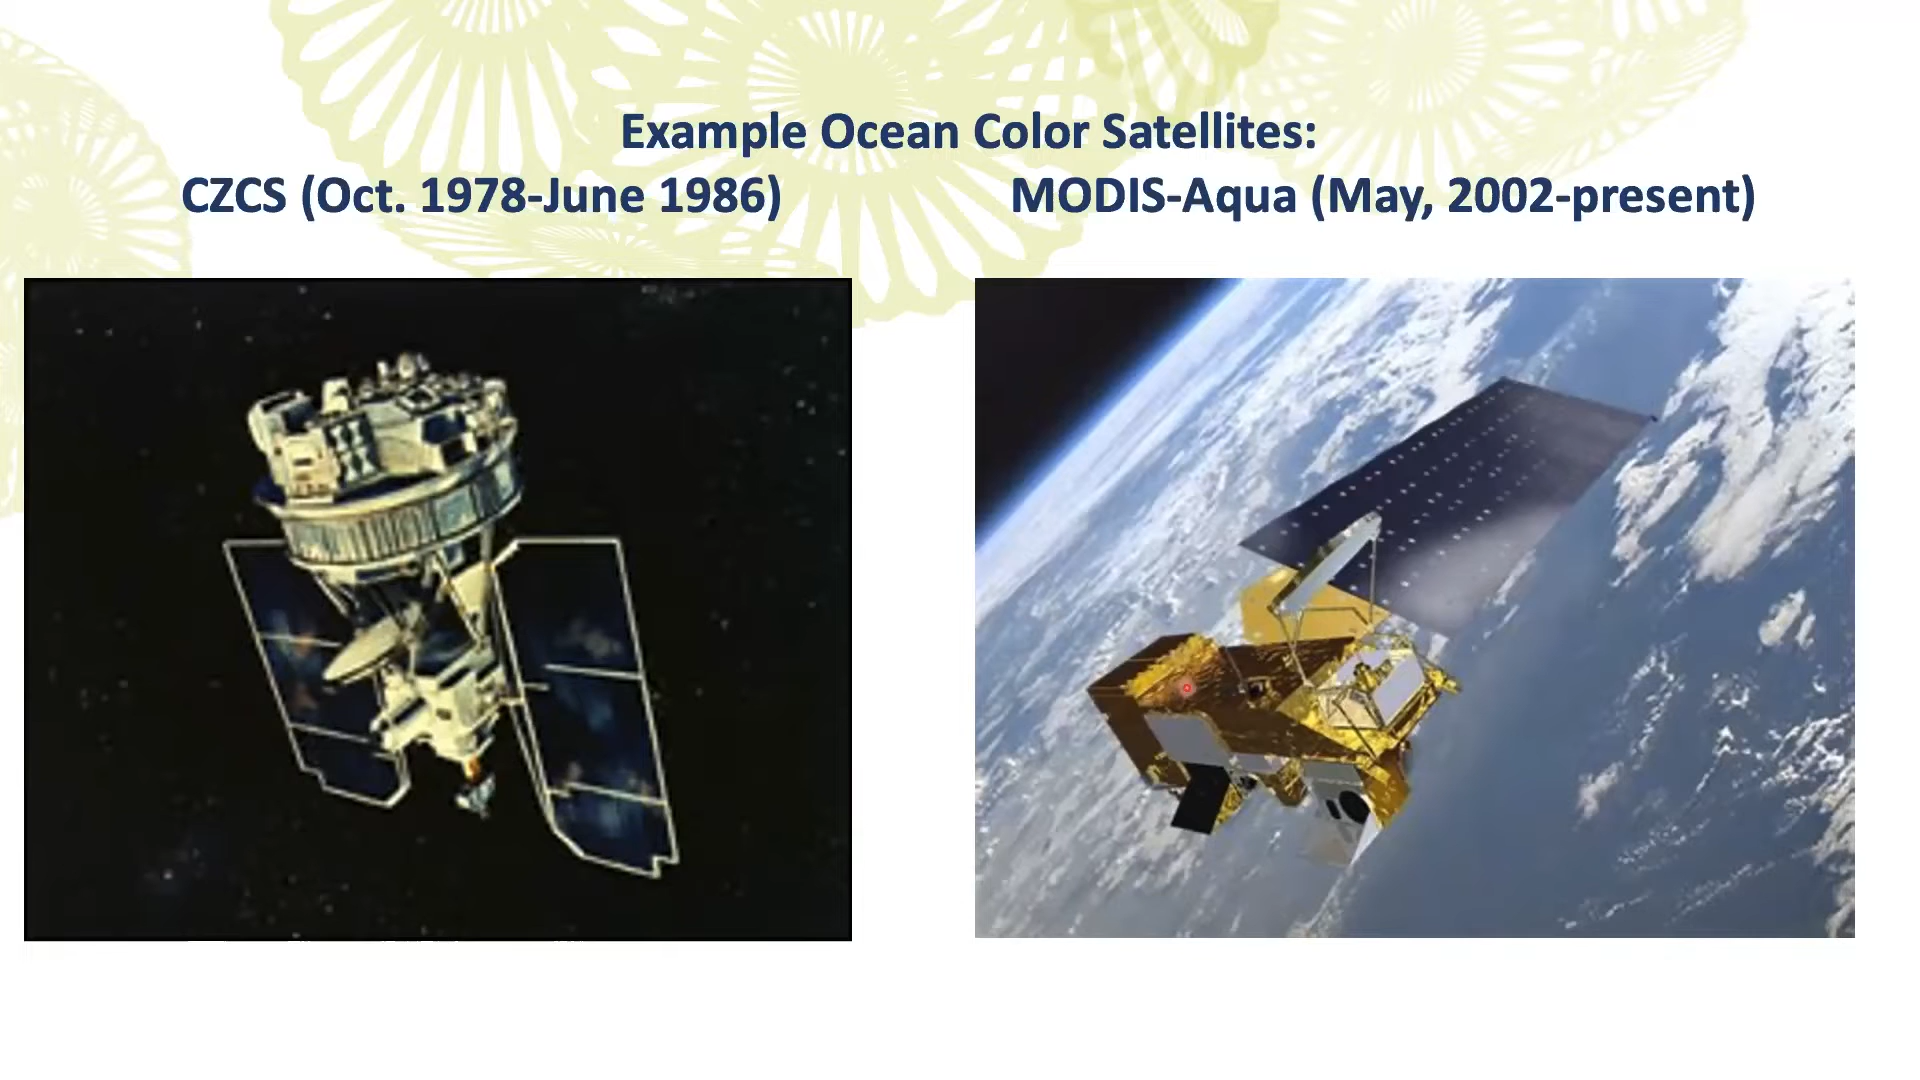 Example Ocean Color Satellites:
CZCS (Oct. 1978-June 1986) MODIS-Aqua (May, 2002-present)